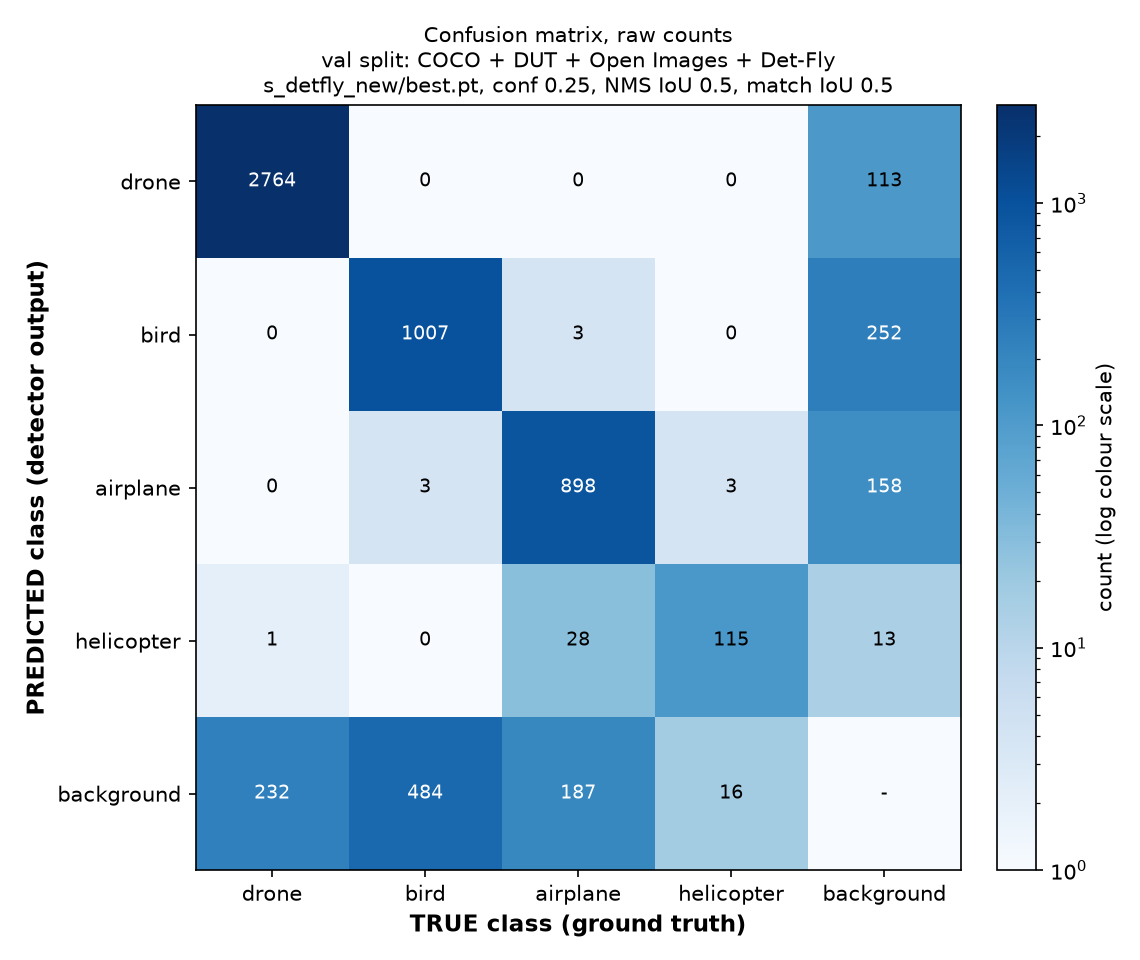 Confusion matrix, raw counts
val split: COCO + DUT + Open Images + Det-Fly
s_detfly_new/best.pt, conf 0.25, NMS IoU 0.5, match IoU 0.5
PREDICTED class (detector output)
drone 2764 0 0 0 113
bird 0 1007 3 0 252
airplane 0 3 898 3 158
helicopter 1 0 28 115 13
background 232 484 187 16 -
drone bird airplane helicopter background
TRUE class (ground truth)
10³
10²
10¹
10⁰
count (log colour scale)